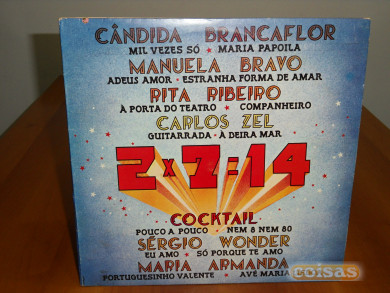 CÂNDIDA BRANCAFLOR
MIL VEZES SÓ • MARIA PAPOILA
MANUELA BRAVO
ADEUS AMOR • ESTRANHA FORMA DE AMAR
RITA RIBEIRO
À PORTA DO TEATRO • COMPANHEIRO
CARLOS ZEL
GUITARRADA • À BEIRA MAR
2x7=14
COCKTAIL
POUCO A POUCO • NEM 8 NEM 80
SÉRGIO WONDER
EU AMO • SÓ PORQUE TE AMO
MARIA ARMANDA
PORTUGUESINHO VALENTE • AVÉ MARIA
coisas